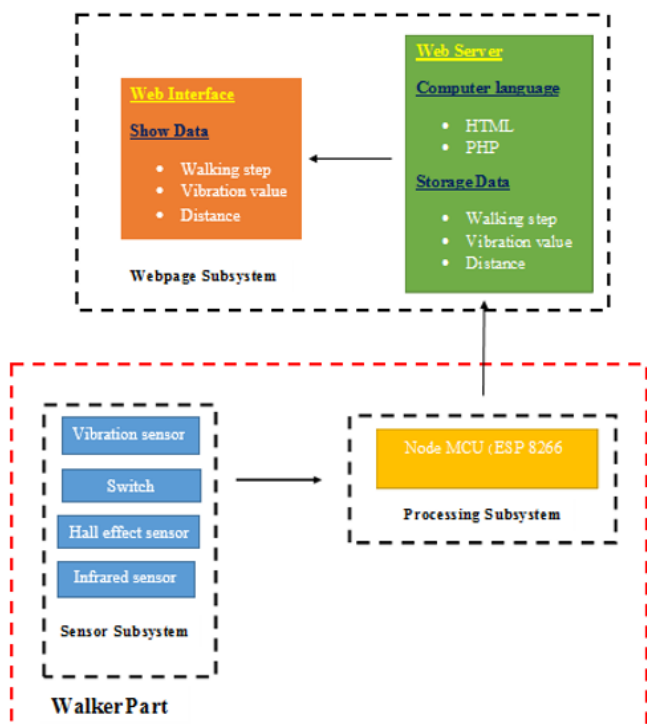 Web Interface
Show Data
• Walking step
• Vibration value
• Distance
Webpage Subsystem
Web Server
Computer language
• HTML
• PHP
Storage Data
• Walking step
• Vibration value
• Distance
Vibration sensor
Switch
Hall effect sensor
Infrared sensor
Sensor Subsystem
Node MCU (ESP 8266
Processing Subsystem
Walker Part